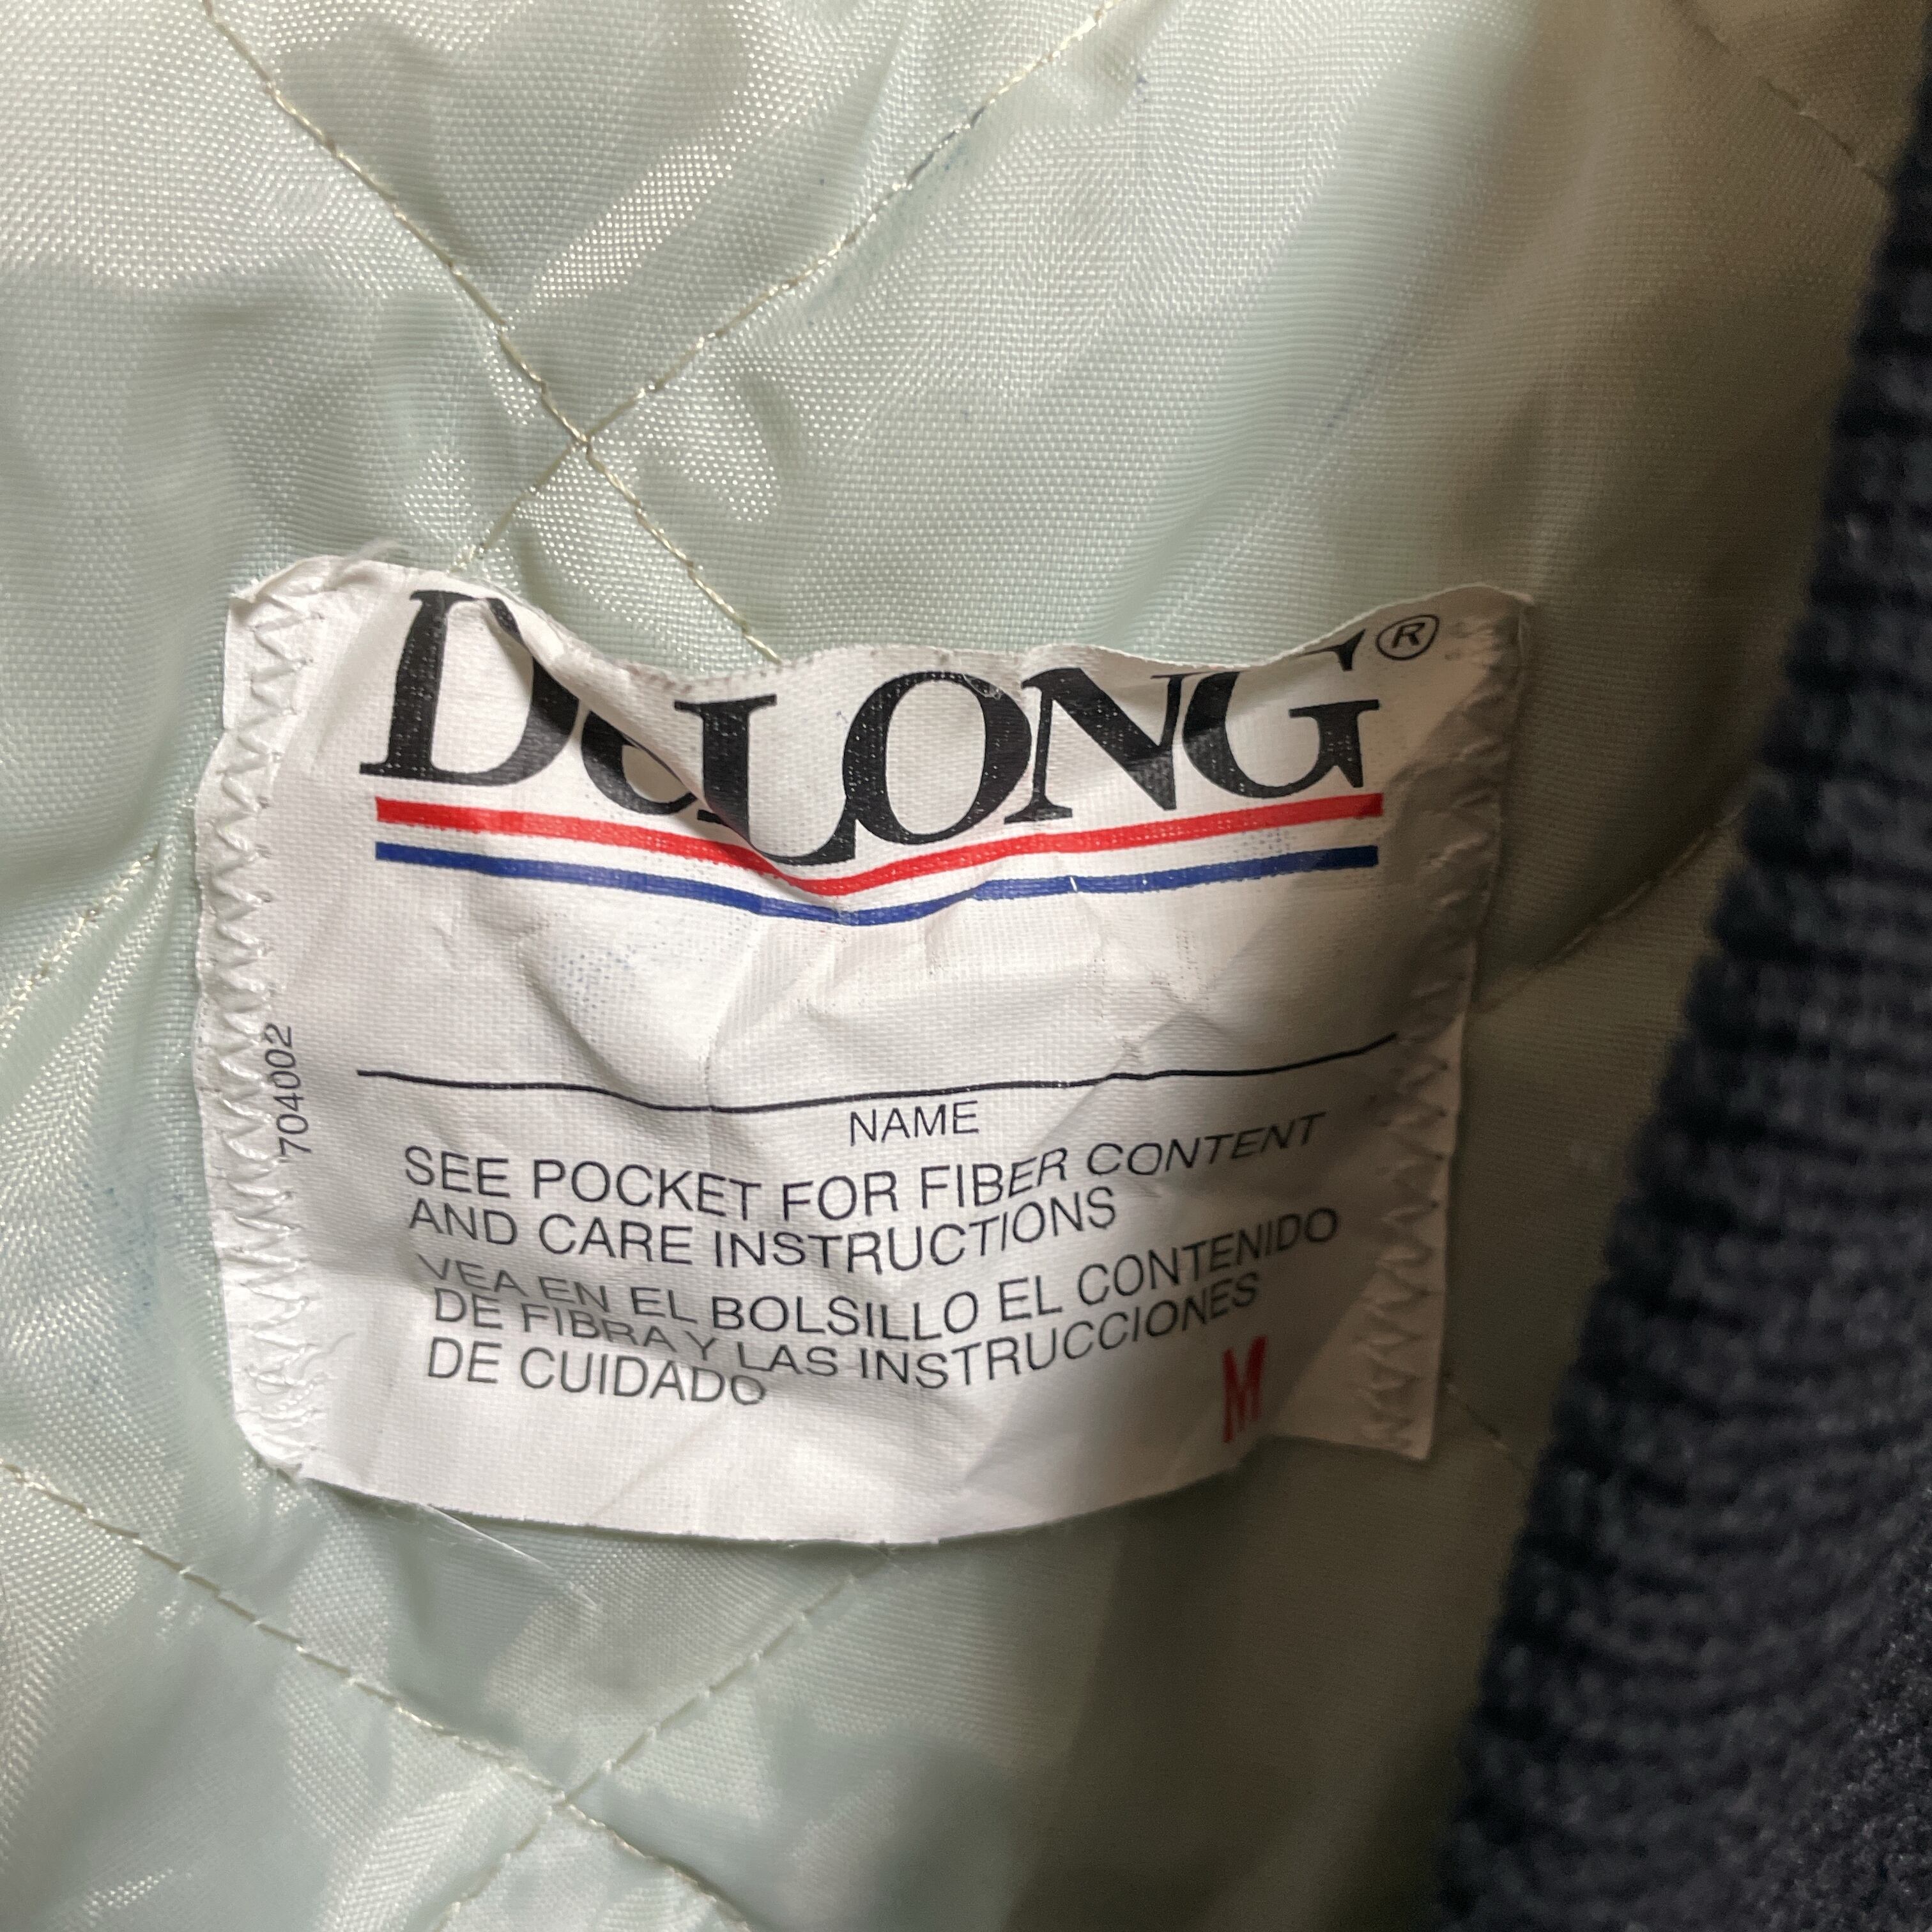 DeLONG®
704002
NAME
SEE POCKET FOR FIBER CONTENT
AND CARE INSTRUCTIONS
VEA EN EL BOLSILLO EL CONTENIDO
DE FIBRA Y LAS INSTRUCCIONES
DE CUIDADO
M